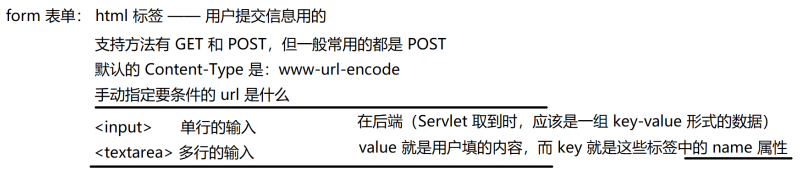 form 表单： html 标签 —— 用户提交信息用的
支持方法有 GET 和 POST，但一般常用的都是 POST
默认的 Content-Type 是：www-url-encode
手动指定要条件的 url 是什么
<input> 单行的输入
<textarea> 多行的输入
在后端（Servlet 取到时，应该是一组 key-value 形式的数据）
value 就是用户填的内容，而 key 就是这些标签中的 name 属性